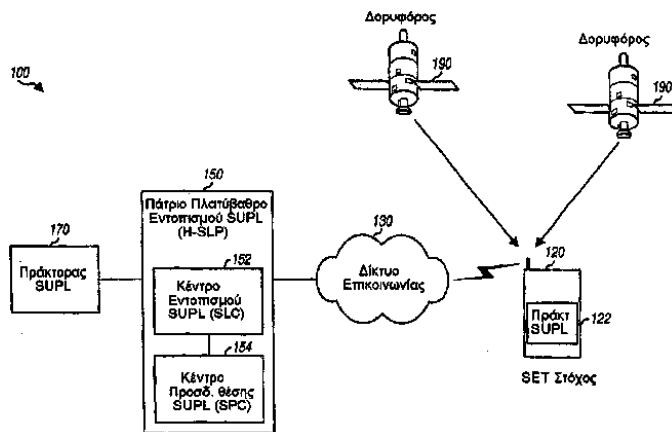 Δορυφόρος
Δορυφόρος
100
190
190
150
Πάτριο Πλατύβαθρο
Εντοπισμού SUPL
(H-SLP)
170
Πράκτορας
SUPL
152
Κέντρο
Εντοπισμού
SUPL (SLC)
154
Κέντρο
Προσδ. θέσης
SUPL (SPC)
130
Δίκτυο
Επικοινωνίας
120
Πράκτ
SUPL
122
SET Στόχος